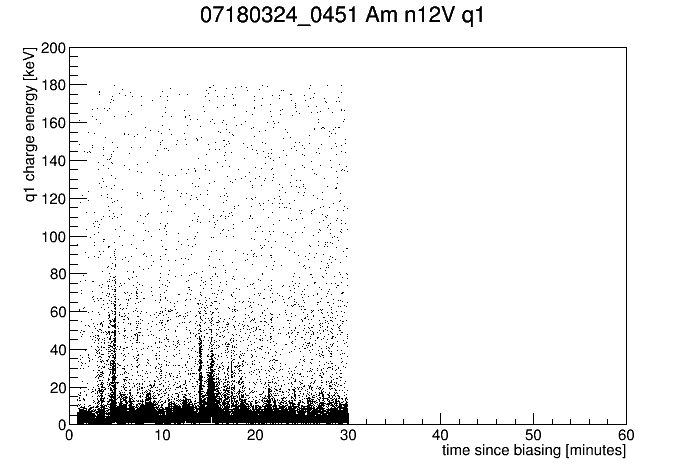 07180324_0451 Am n12V q1
q1 charge energy [keV]
200
180
160
140
120
100
80
60
40
20
0
0 10 20 30 40 50 60
time since biasing [minutes]